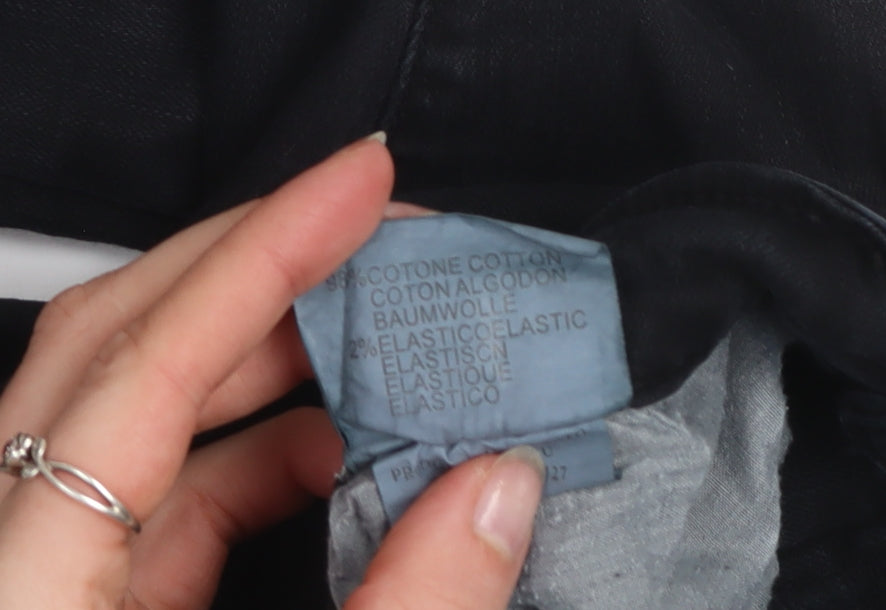 98%COTONE COTTON
COTON ALGODON
BAUMWOLLE
2%ELASTICOELASTIC
ELASTISCN
ELASTIQUE
ELASTICO